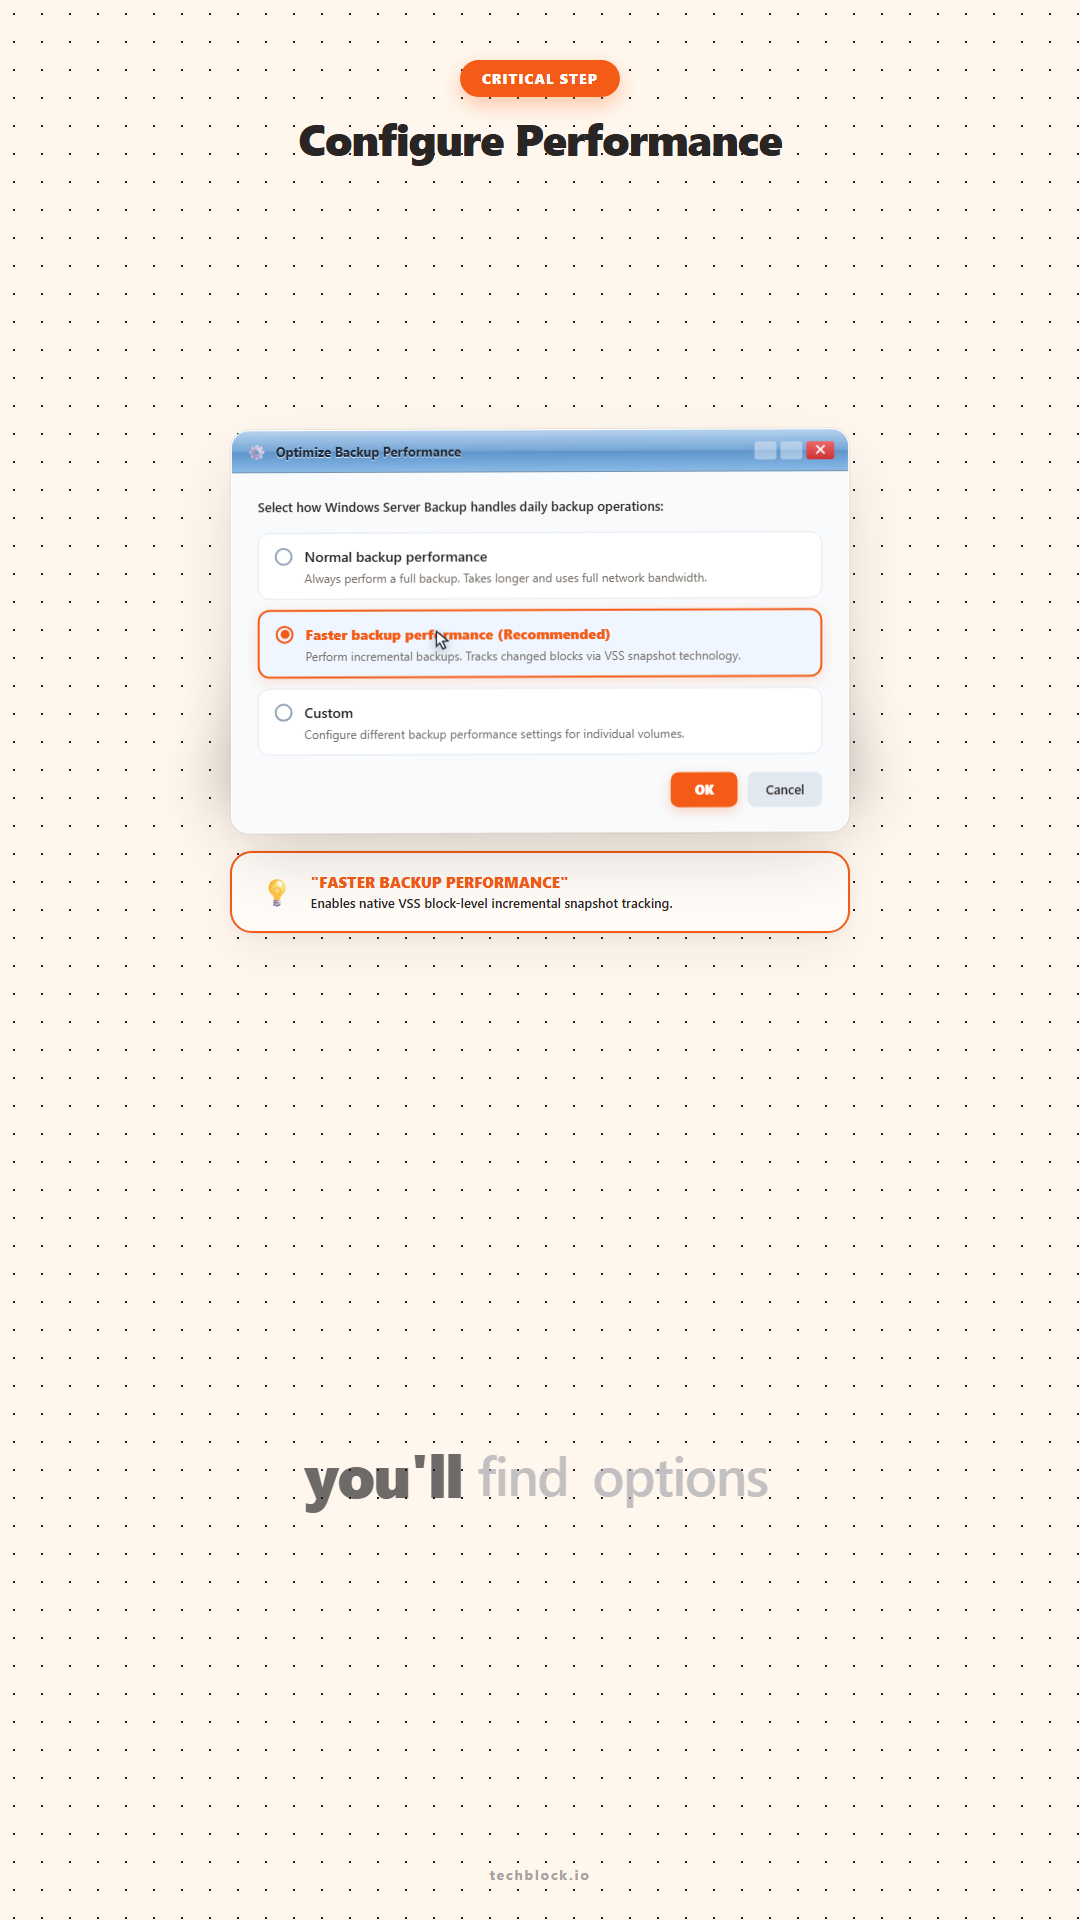 CRITICAL STEP
Configure Performance
Optimize Backup Performance
Select how Windows Server Backup handles daily backup operations:
Normal backup performance
Always perform a full backup. Takes longer and uses full network bandwidth.
Faster backup performance (Recommended)
Perform incremental backups. Tracks changed blocks via VSS snapshot technology.
Custom
Configure different backup performance settings for individual volumes.
OK
Cancel
"FASTER BACKUP PERFORMANCE"
Enables native VSS block-level incremental snapshot tracking.
you'll find options
techblock.io